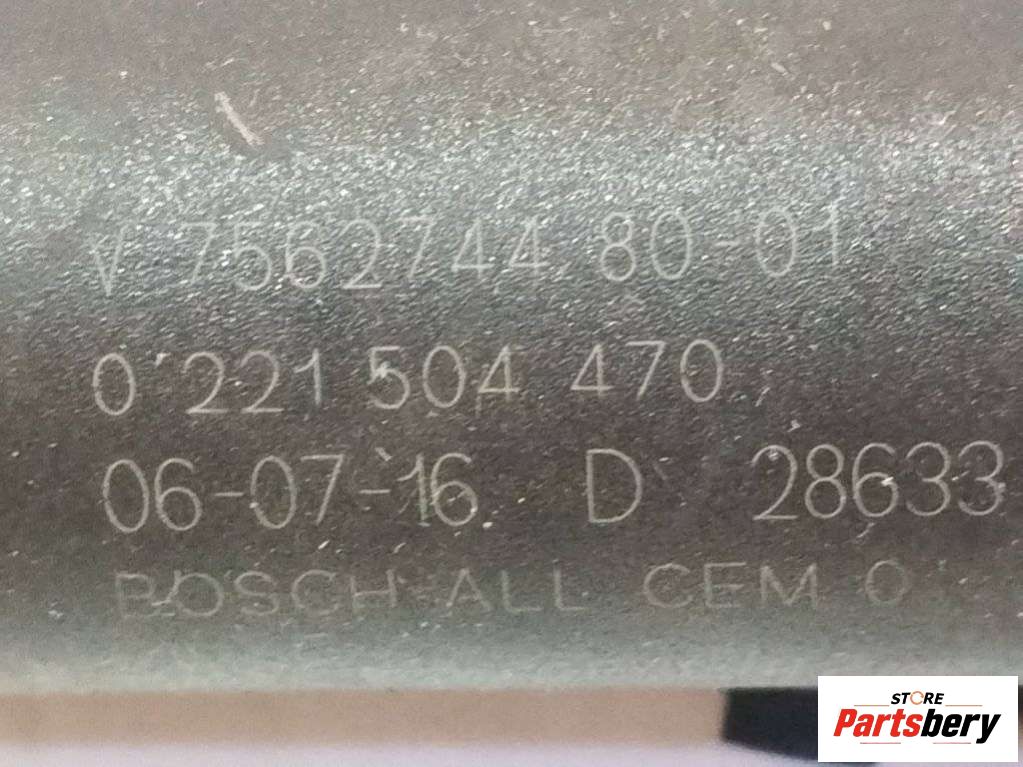 V 7562744 80-01
0 221 504 470
06-07-16 D 28633
BOSCH ALL CEM 0
STORE
Partsbery